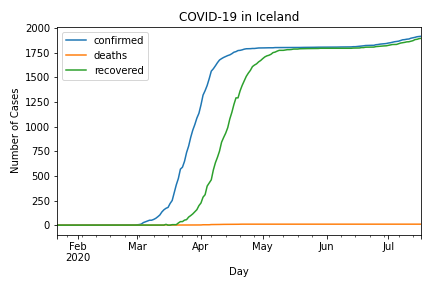 COVID-19 in Iceland
confirmed
deaths
recovered
Number of Cases
2000
1750
1500
1250
1000
750
500
250
0
Feb
2020
Mar
Apr
May
Jun
Jul
Day